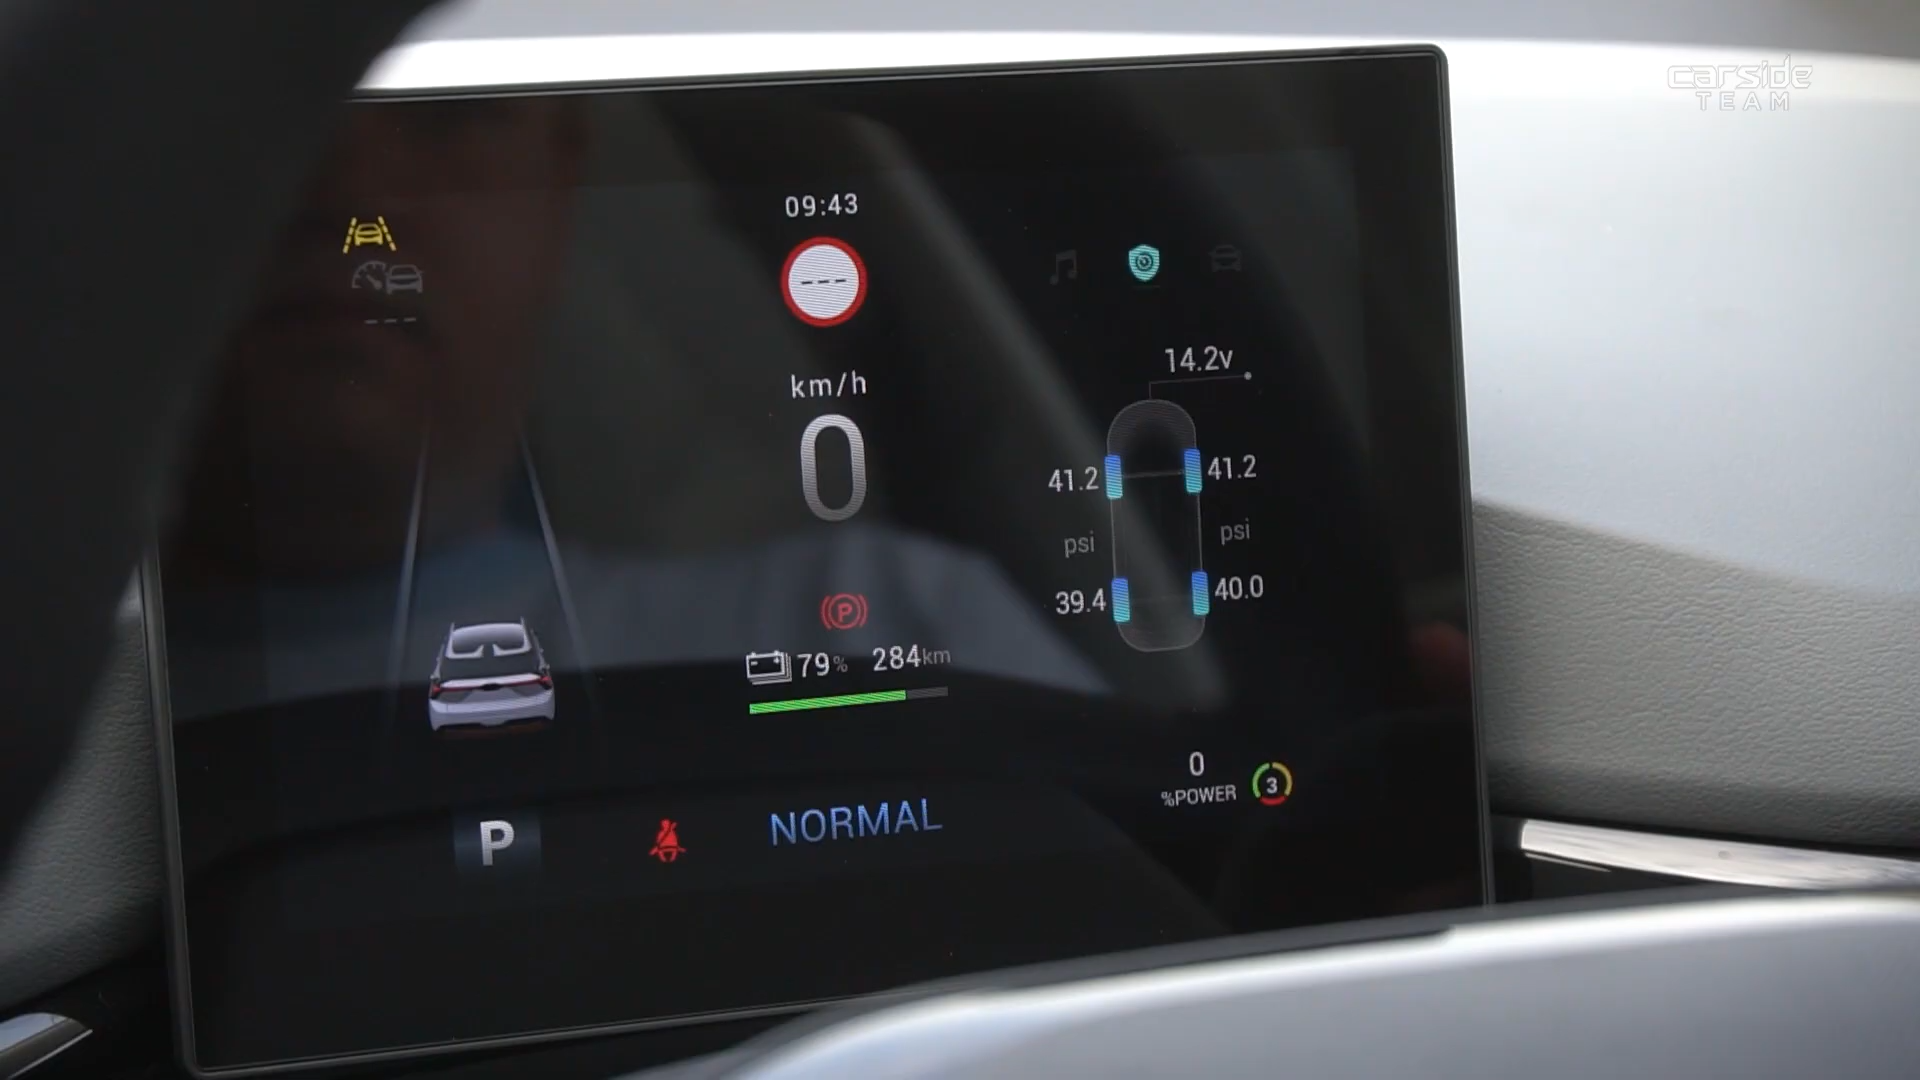 carside
TEAM
09:43
---
---
km/h
0
14.2v
41.2
41.2
psi
psi
39.4
40.0
P
79% 284km
0
%POWER
3
P
NORMAL